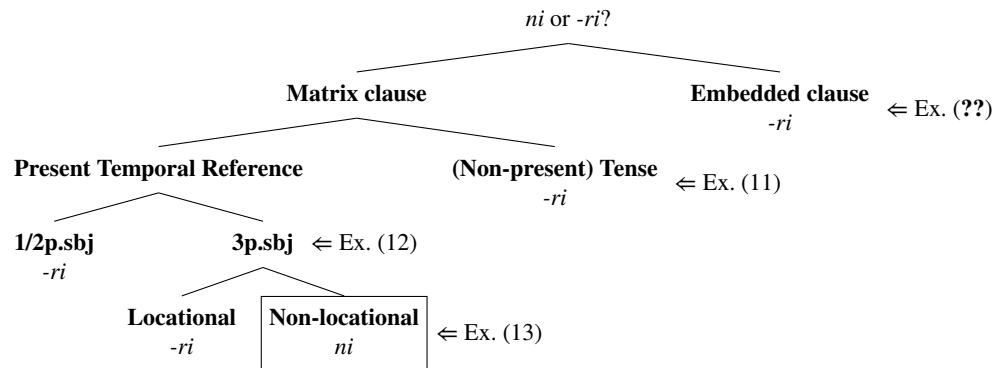 ni or -ri?
Matrix clause
Embedded clause
-ri
⇐ Ex. (??)
Present Temporal Reference
(Non-present) Tense
-ri
⇐ Ex. (11)
1/2p.sbj
-ri
3p.sbj
⇐ Ex. (12)
Locational
-ri
Non-locational
ni
⇐ Ex. (13)